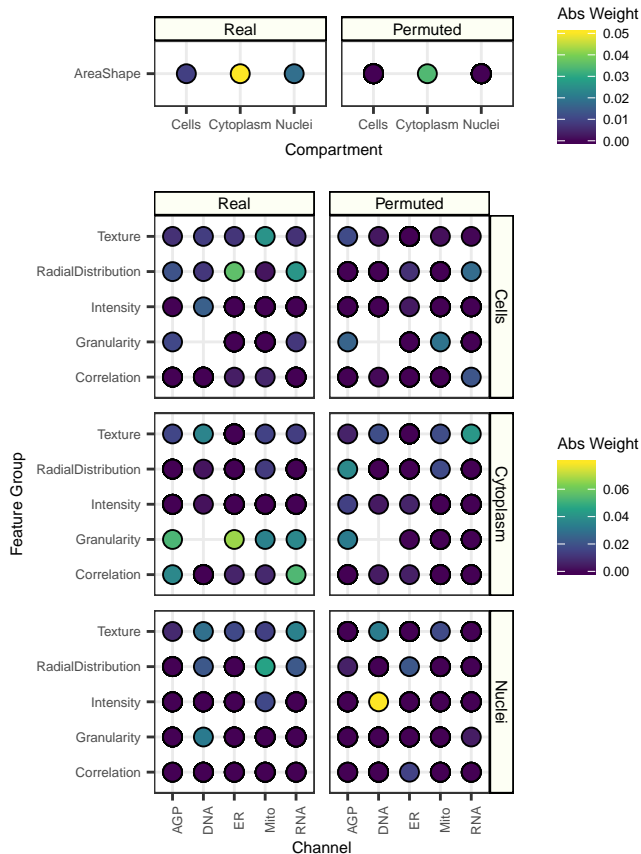 Real
Permuted
AreaShape
Cells
Cytoplasm
Nuclei
Cells
Cytoplasm
Nuclei
Compartment
Abs Weight
0.05
0.04
0.03
0.02
0.01
0.00
Real
Permuted
Texture
RadialDistribution
Intensity
Granularity
Correlation
Cells
Texture
RadialDistribution
Intensity
Granularity
Correlation
Cytoplasm
Texture
RadialDistribution
Intensity
Granularity
Correlation
Nuclei
Feature Group
AGP
DNA
ER
Mito
RNA
AGP
DNA
ER
Mito
RNA
Channel
Abs Weight
0.06
0.04
0.02
0.00